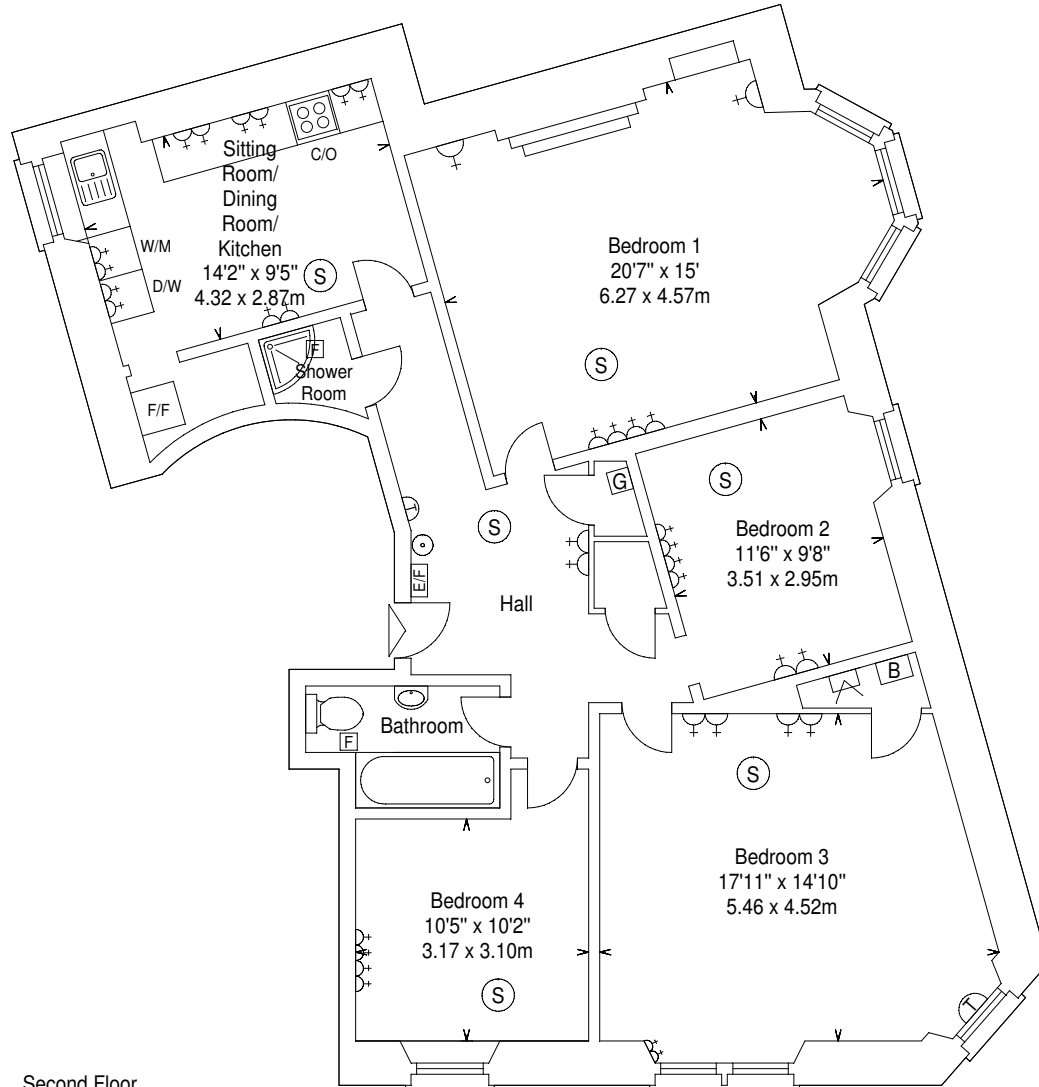 Sitting
Room/
Dining
Room/
Kitchen
14'2" x 9'5"
4.32 x 2.87m
C/O
W/M
D/W
S
F
Shower
Room
F/F
Bedroom 1
20'7" x 15'
6.27 x 4.57m
S
G
S
Bedroom 2
11'6" x 9'8"
3.51 x 2.95m
T
S
E/F
Hall
B
Bathroom
F
S
Bedroom 3
17'11" x 14'10"
5.46 x 4.52m
Bedroom 4
10'5" x 10'2"
3.17 x 3.10m
S
T
Second Floor